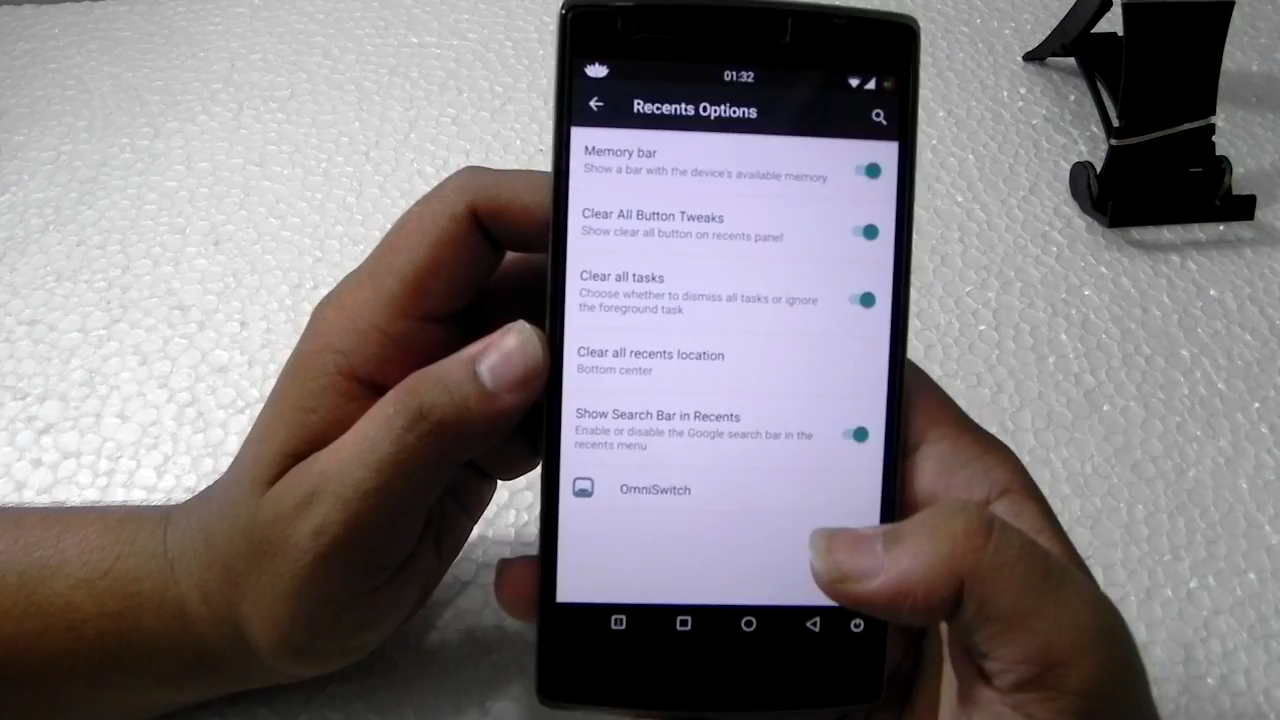 01:32
Recents Options
Memory bar
Show a bar with the device's available memory
Clear All Button Tweaks
Show clear all button on recents panel
Clear all tasks
Choose whether to dismiss all tasks or ignore
the foreground task
Clear all recents location
Bottom center
Show Search Bar in Recents
Enable or disable the Google search bar in the
recents menu
OmniSwitch